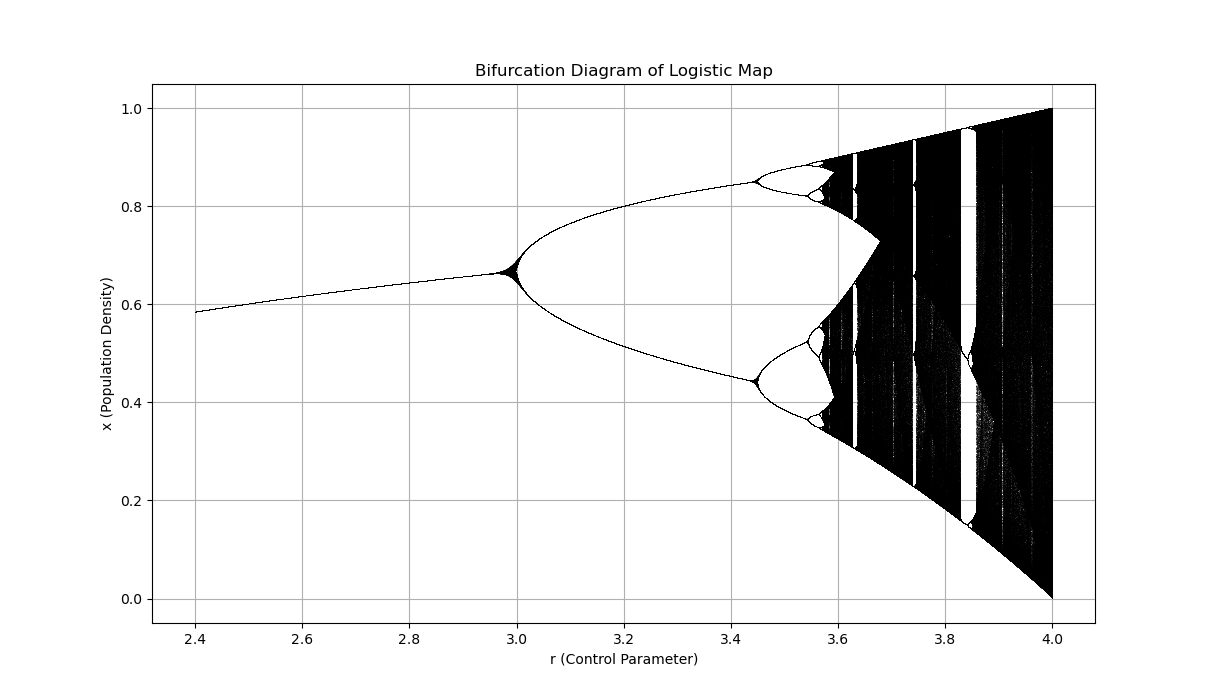 Bifurcation Diagram of Logistic Map
1.0
0.8
0.6
0.4
0.2
0.0
x (Population Density)
2.4 2.6 2.8 3.0 3.2 3.4 3.6 3.8 4.0
r (Control Parameter)